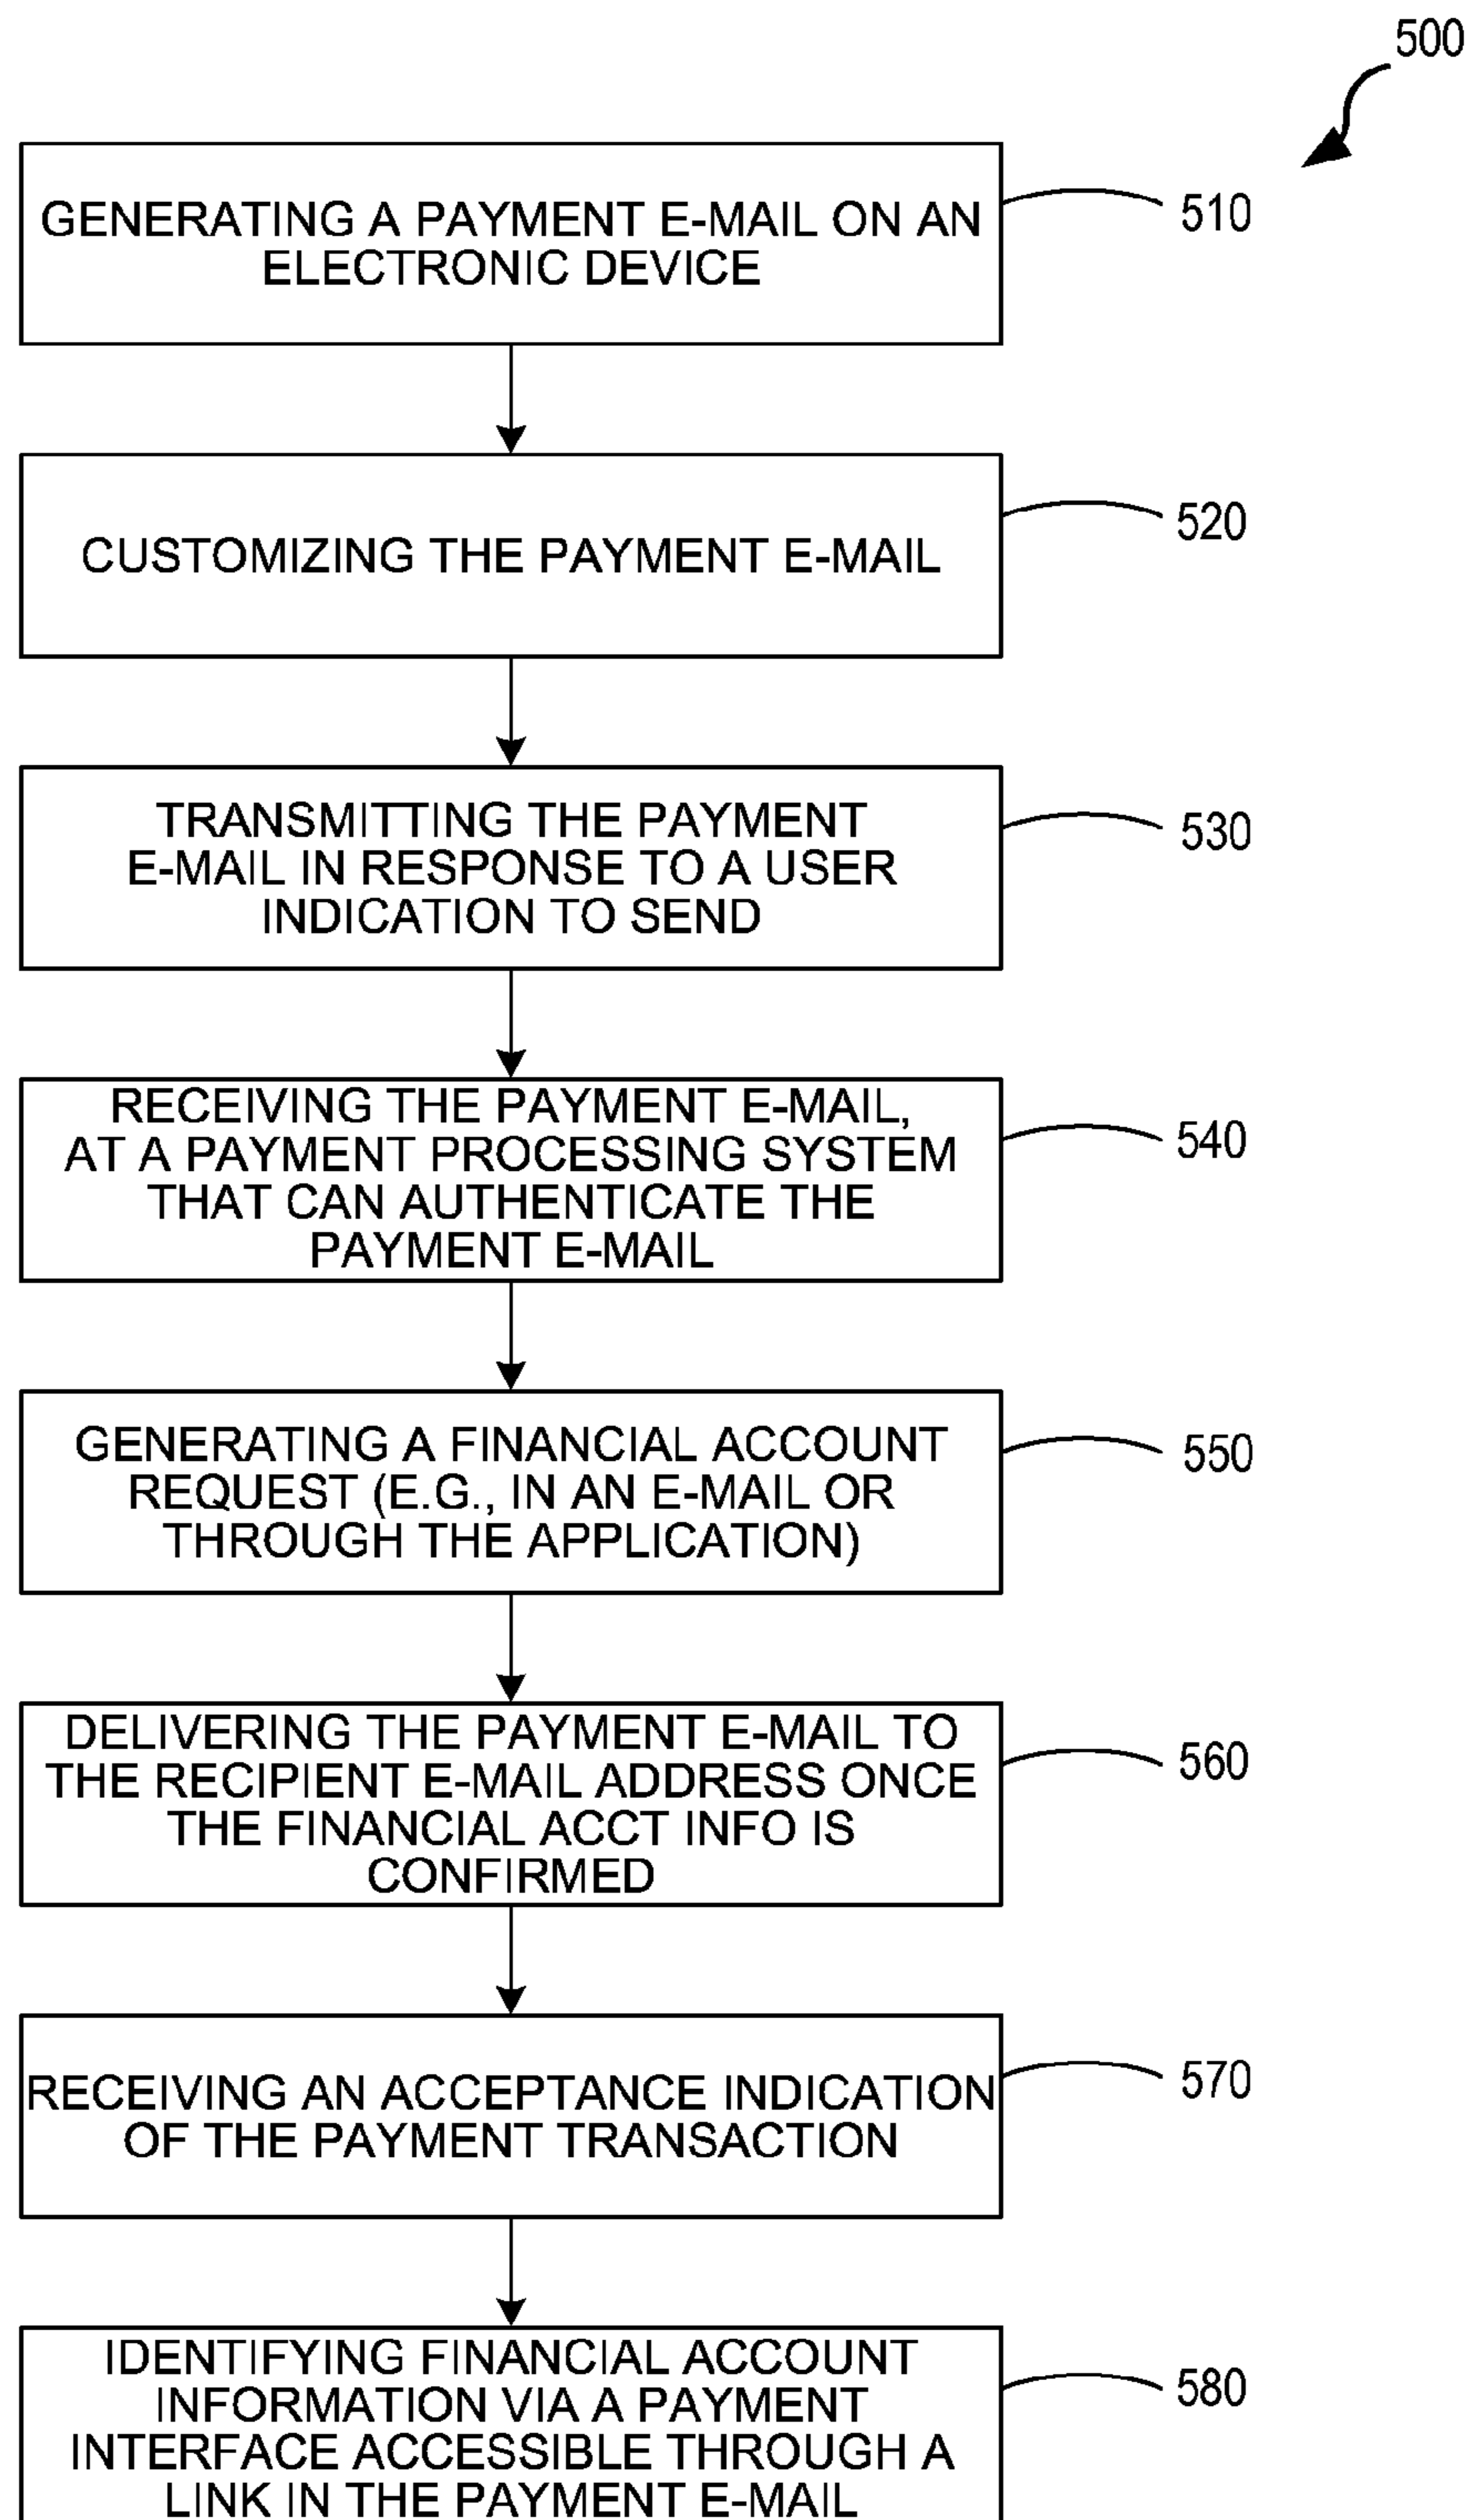 500
GENERATING A PAYMENT E-MAIL ON AN
ELECTRONIC DEVICE
510
CUSTOMIZING THE PAYMENT E-MAIL
520
TRANSMITTING THE PAYMENT
E-MAIL IN RESPONSE TO A USER
INDICATION TO SEND
530
RECEIVING THE PAYMENT E-MAIL,
AT A PAYMENT PROCESSING SYSTEM
THAT CAN AUTHENTICATE THE
PAYMENT E-MAIL
540
GENERATING A FINANCIAL ACCOUNT
REQUEST (E.G., IN AN E-MAIL OR
THROUGH THE APPLICATION)
550
DELIVERING THE PAYMENT E-MAIL TO
THE RECIPIENT E-MAIL ADDRESS ONCE
THE FINANCIAL ACCT INFO IS
CONFIRMED
560
RECEIVING AN ACCEPTANCE INDICATION
OF THE PAYMENT TRANSACTION
570
IDENTIFYING FINANCIAL ACCOUNT
INFORMATION VIA A PAYMENT
INTERFACE ACCESSIBLE THROUGH A
LINK IN THE PAYMENT E-MAIL
580